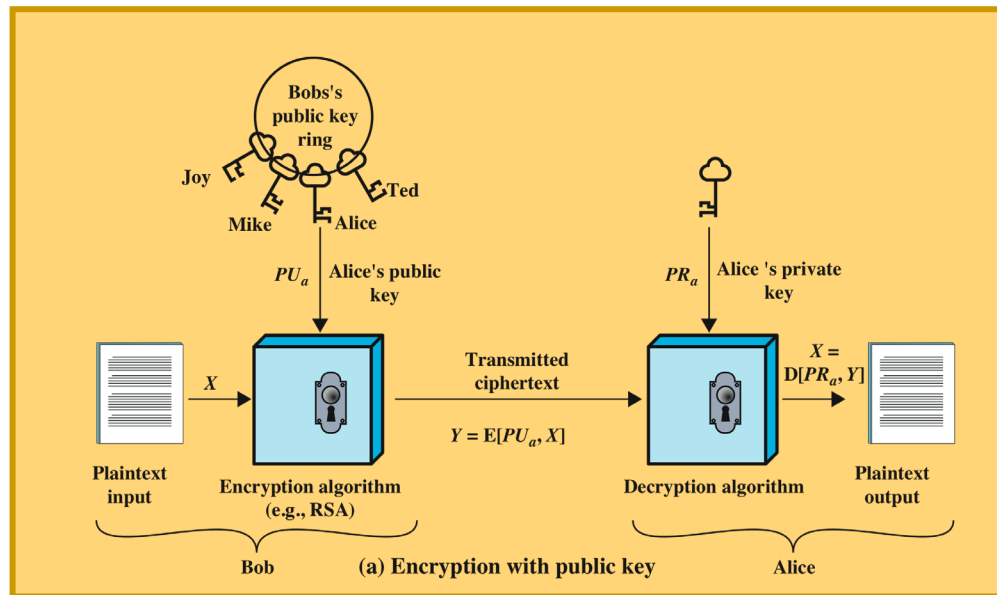 Bobs's
public key
ring
Joy
Ted
Mike
Alice
PUa
Alice's public
key
PRa
Alice 's private
key
X
Transmitted
ciphertext
X =
D[PRa, Y]
Y = E[PUa, X]
Plaintext
input
Encryption algorithm
(e.g., RSA)
Decryption algorithm
Plaintext
output
Bob
(a) Encryption with public key
Alice